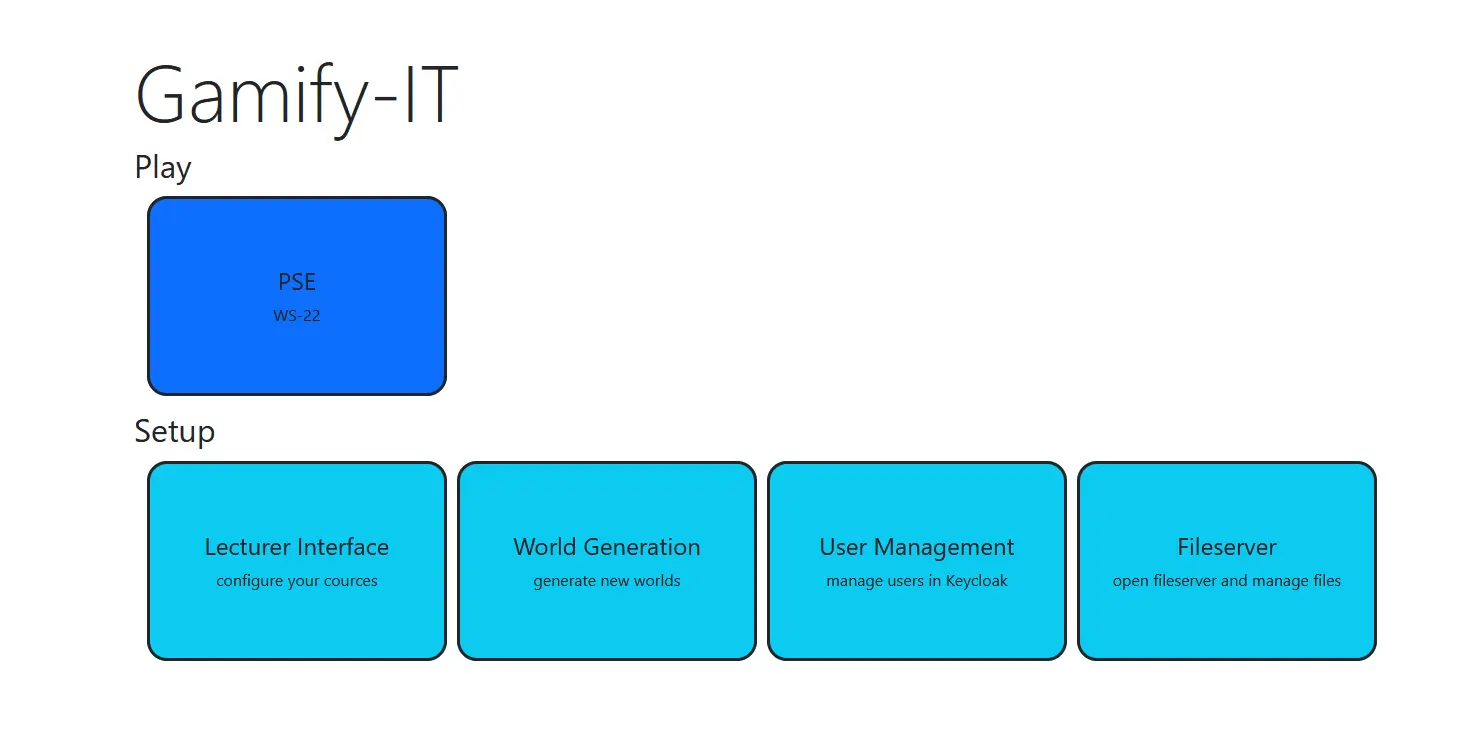 Gamify-IT
Play
PSE
WS-22
Setup
Lecturer Interface
configure your cources
World Generation
generate new worlds
User Management
manage users in Keycloak
Fileserver
open fileserver and manage files